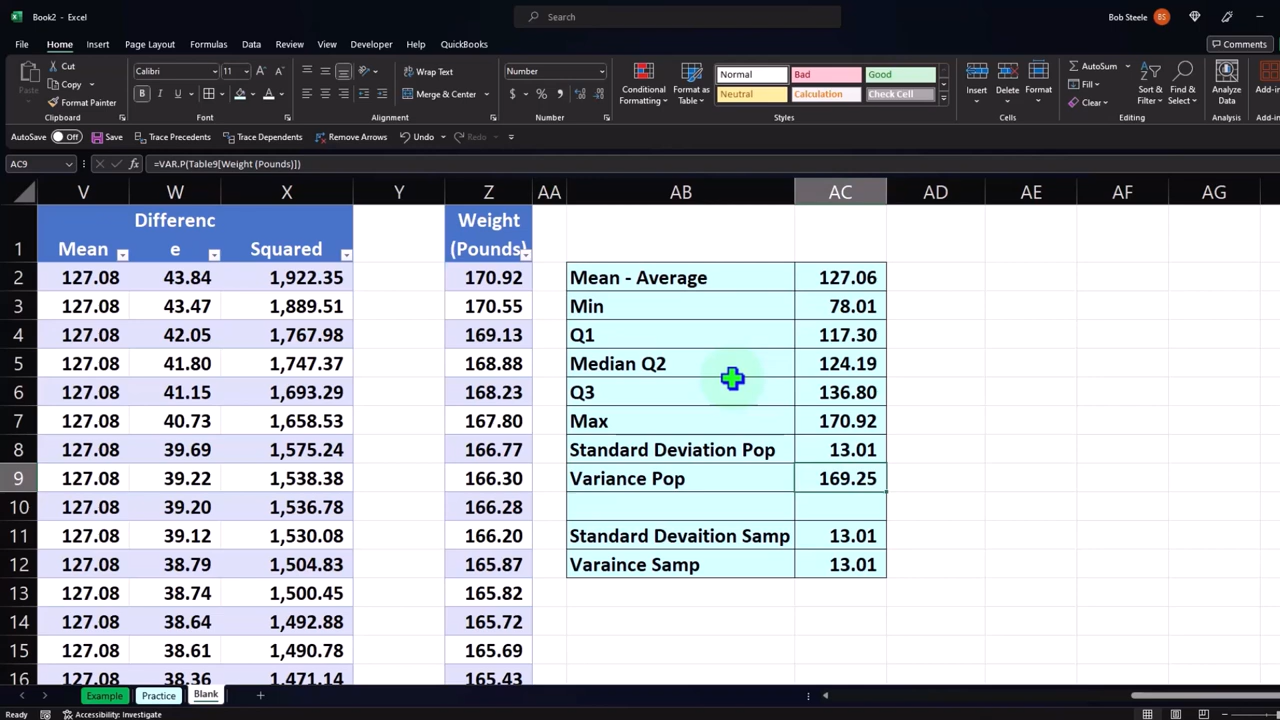 Book2 - Excel
Search
Bob Steele BS
File Home Insert Page Layout Formulas Data Review View Developer Help QuickBooks
Comments
Paste
Cut
Copy
Format Painter
Clipboard
Calibri 11
B I U
Font
Wrap Text
Merge & Center
Alignment
Number
$ % 9
Number
Conditional Formatting
Format as Table
Normal Bad Good
Neutral Calculation Check Cell
Styles
Insert Delete Format
Cells
AutoSum
Fill
Clear
Sort & Filter
Find & Select
Editing
Analyze Data
Analysis
Add-in
Add-in
AutoSave Off Save Trace Precedents Trace Dependents Remove Arrows Undo Redo
AC9 fx =VAR.P(Table9[Weight (Pounds)])
V W X Y Z AA AB AC AD AE AF AG
1 Mean Differenc e Squared Weight (Pounds)
2 127.08 43.84 1,922.35 170.92 Mean - Average 127.06
3 127.08 43.47 1,889.51 170.55 Min 78.01
4 127.08 42.05 1,767.98 169.13 Q1 117.30
5 127.08 41.80 1,747.37 168.88 Median Q2 124.19
6 127.08 41.15 1,693.29 168.23 Q3 136.80
7 127.08 40.73 1,658.53 167.80 Max 170.92
8 127.08 39.69 1,575.24 166.77 Standard Deviation Pop 13.01
9 127.08 39.22 1,538.38 166.30 Variance Pop 169.25
10 127.08 39.20 1,536.78 166.28
11 127.08 39.12 1,530.08 166.20 Standard Devaition Samp 13.01
12 127.08 38.79 1,504.83 165.87 Varaince Samp 13.01
13 127.08 38.74 1,500.45 165.82
14 127.08 38.64 1,492.88 165.72
15 127.08 38.61 1,490.78 165.69
16 127.08 38.36 1,471.14 165.43
Example Practice Blank
Ready Accessibility: Investigate